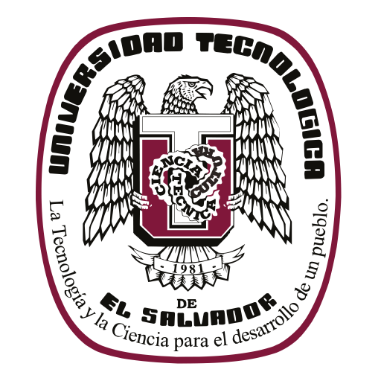 UNIVERSIDAD TECNOLOGICA
CIENCIA
TECNICA
1981
DE
EL SALVADOR
La Tecnología y la Ciencia para el desarrollo de un pueblo.